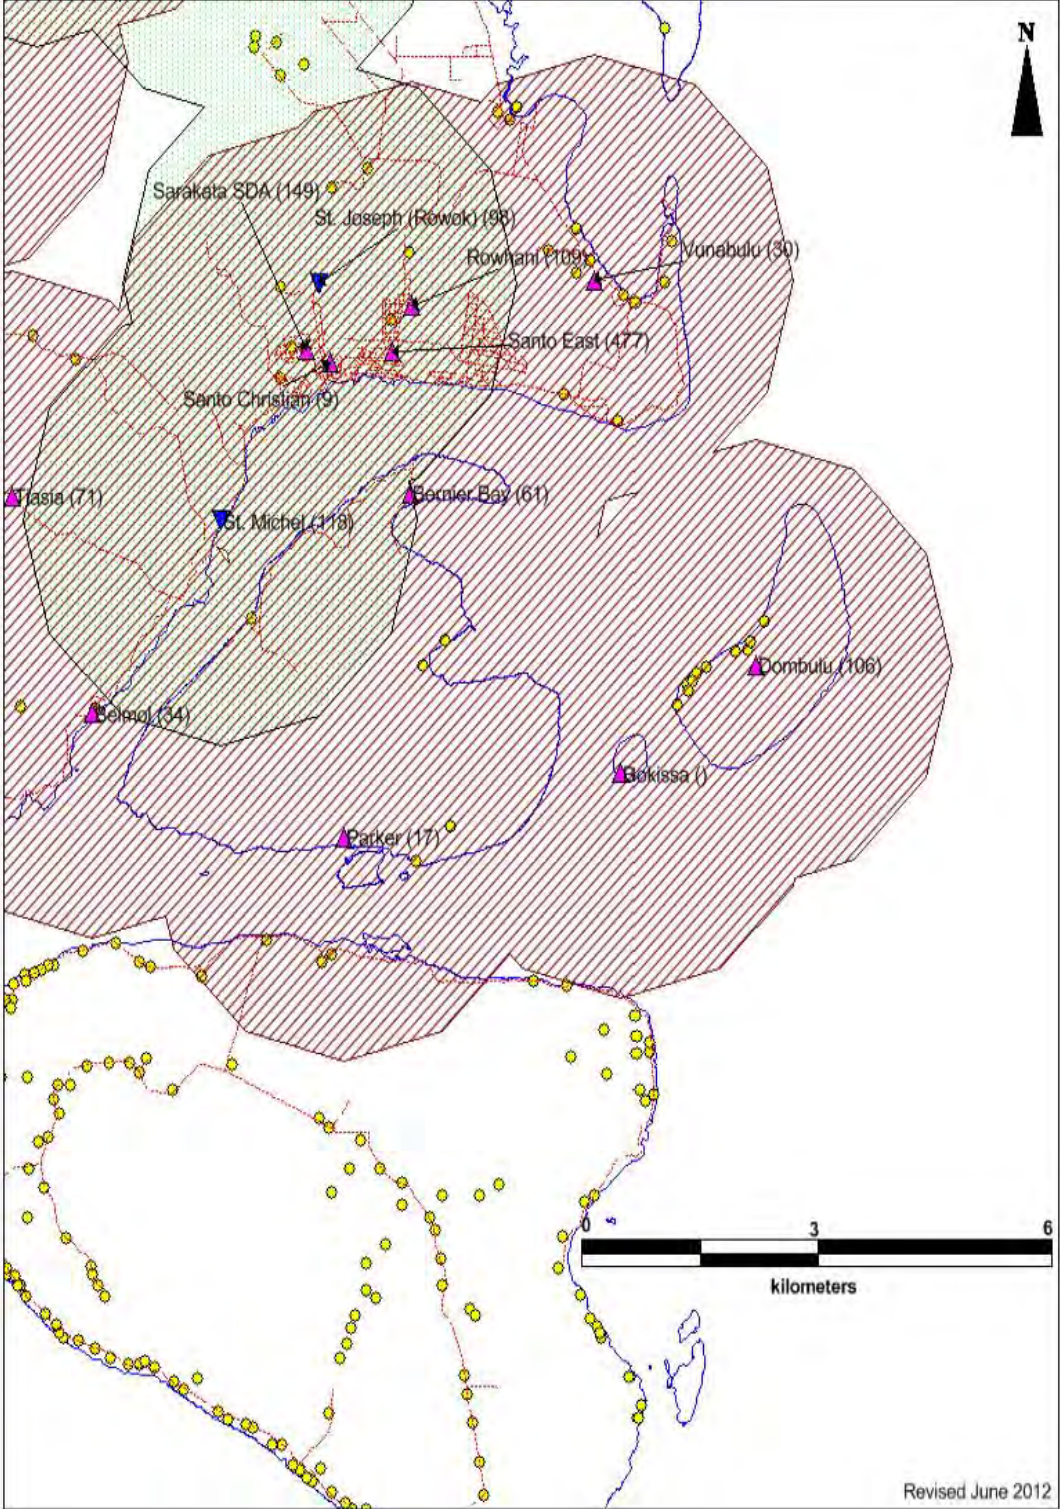 N
Sarakata SDA (149)
St. Joseph (Rowok) (98)
Rowhani (109)
Vunabulu (30)
Santo East (477)
Santo Christian (9)
Tiasia (71)
Bernier Bay (61)
St. Michel (118)
Dombulu (106)
Belmol (34)
Bokissa ()
Parker (17)
0 3 6
kilometers
Revised June 2012